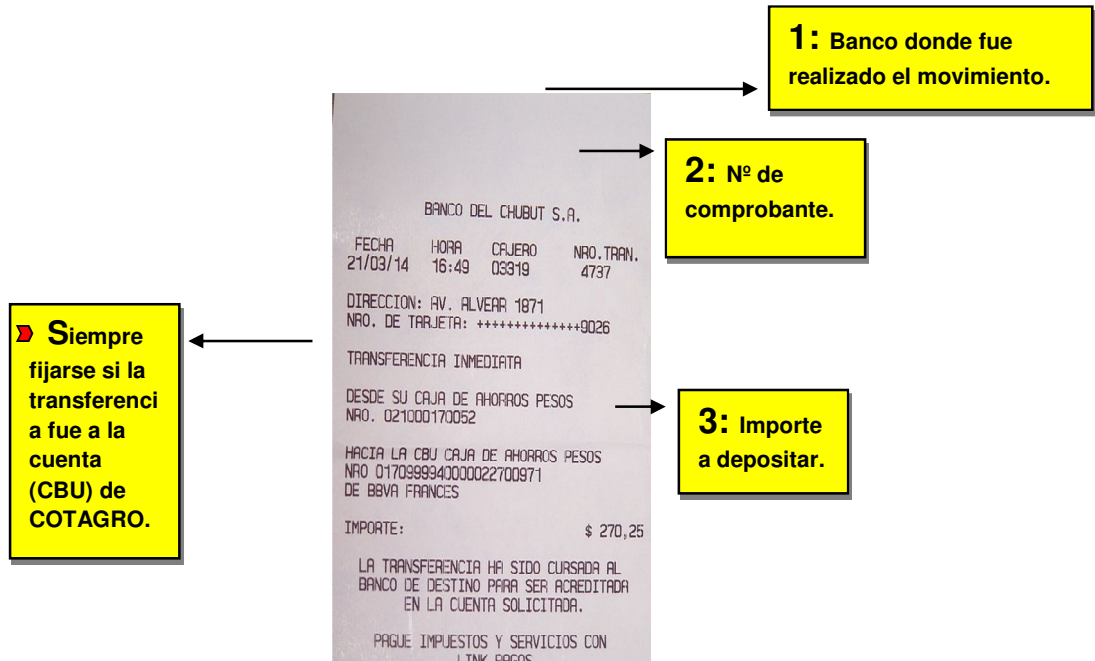 1: Banco donde fue
realizado el movimiento.
2: Nº de
comprobante.
BANCO DEL CHUBUT S.A.
FECHA HORA CAJERO NRO.TRAN.
21/03/14 16:49 03319 4737
DIRECCION: AV. ALVEAR 1871
NRO. DE TARJETA: ++++++++++++++9026
TRANSFERENCIA INMEDIATA
DESDE SU CAJA DE AHORROS PESOS
NRO. 021000170052
HACIA LA CBU CAJA DE AHORROS PESOS
NRO 0170999940000022700971
DE BBVA FRANCES
IMPORTE: $ 270,25
LA TRANSFERENCIA HA SIDO CURSADA AL
BANCO DE DESTINO PARA SER ACREDITADA
EN LA CUENTA SOLICITADA.
PAGUE IMPUESTOS Y SERVICIOS CON
LINK PAGOS
Siempre
fijarse si la
transferenci
a fue a la
cuenta
(CBU) de
COTAGRO.
3: Importe
a depositar.